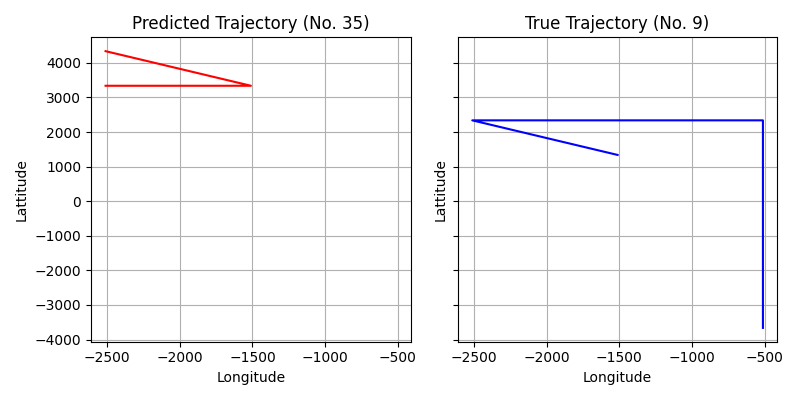 Predicted Trajectory (No. 35)
True Trajectory (No. 9)
Lattitude
4000
3000
2000
1000
0
−1000
−2000
−3000
−4000
−2500 −2000 −1500 −1000 −500
Longitude
Lattitude
−2500 −2000 −1500 −1000 −500
Longitude